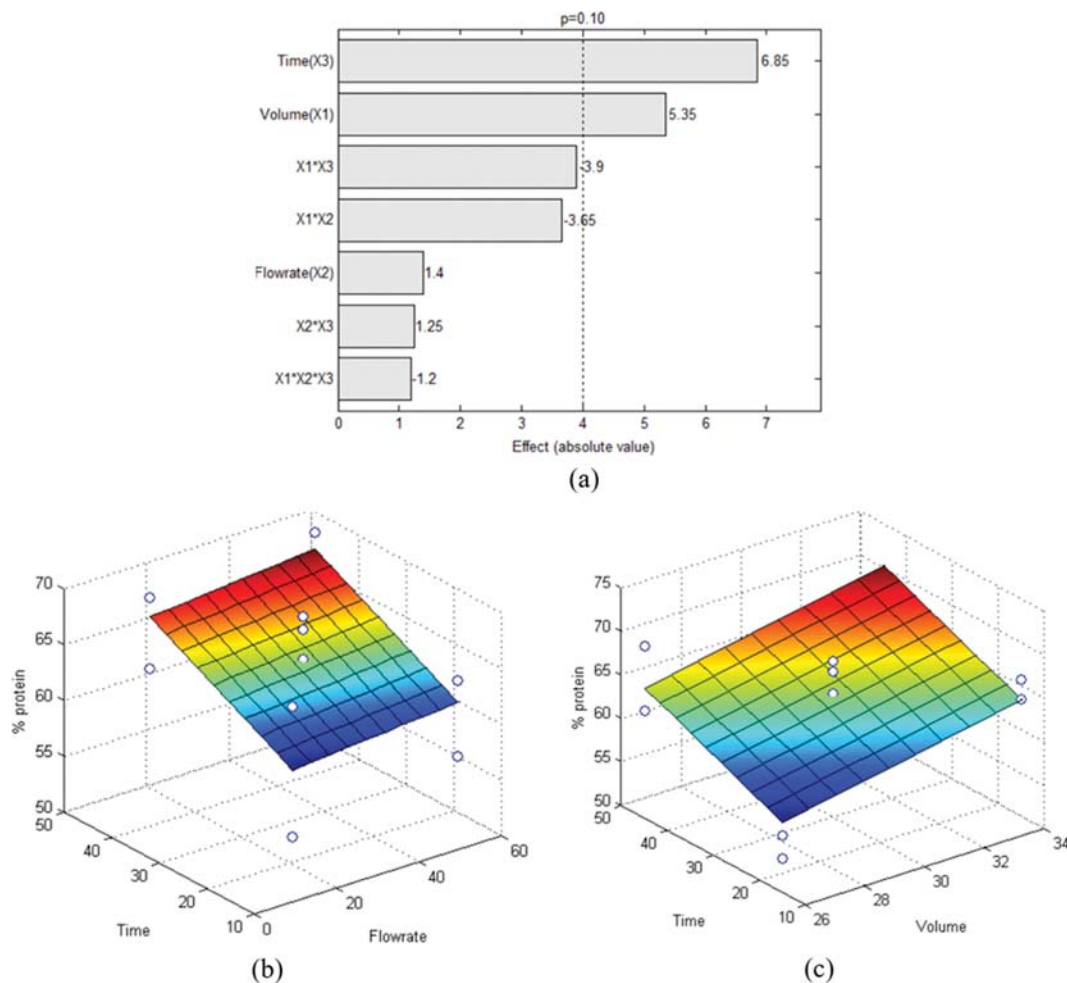 p=0.10
Time(X3)
6.85
Volume(X1)
5.35
X1*X3
-3.9
X1*X2
-3.65
Flowrate(X2)
1.4
X2*X3
1.25
X1*X2*X3
-1.2
0 1 2 3 4 5 6 7
Effect (absolute value)
(a)
70
65
60
55
50
% protein
50
40
30
20
10
Time
0
20
40
60
Flowrate
(b)
75
70
65
60
55
50
% protein
50
40
30
20
10
Time
26
28
30
32
34
Volume
(c)